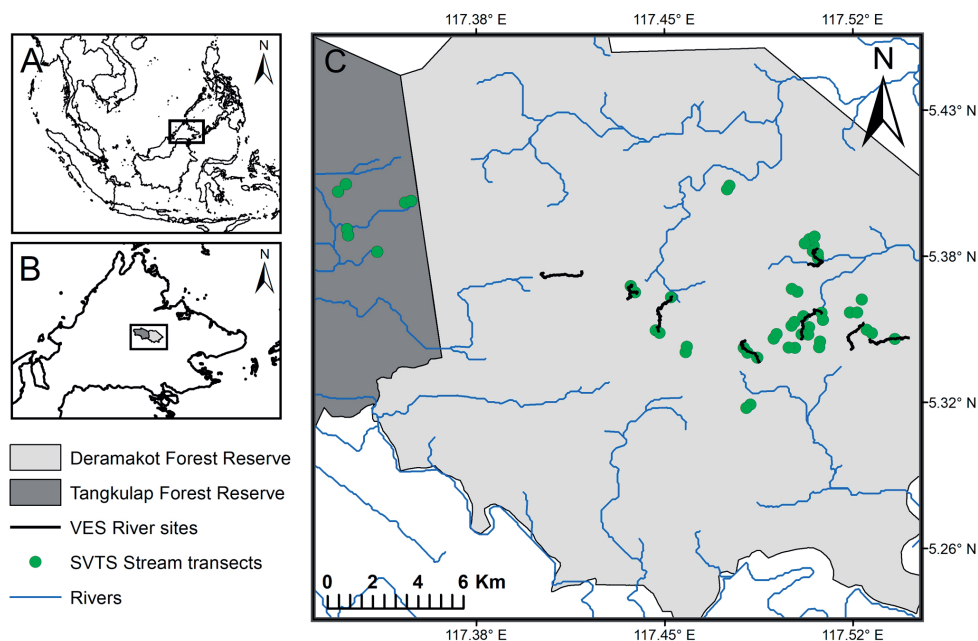 117.38° E
117.45° E
117.52° E
A
N
B
N
C
N
5.43° N
5.38° N
5.32° N
5.26° N
Deramakot Forest Reserve
Tangkulap Forest Reserve
VES River sites
SVTS Stream transects
Rivers
0 2 4 6 Km
117.38° E
117.45° E
117.52° E